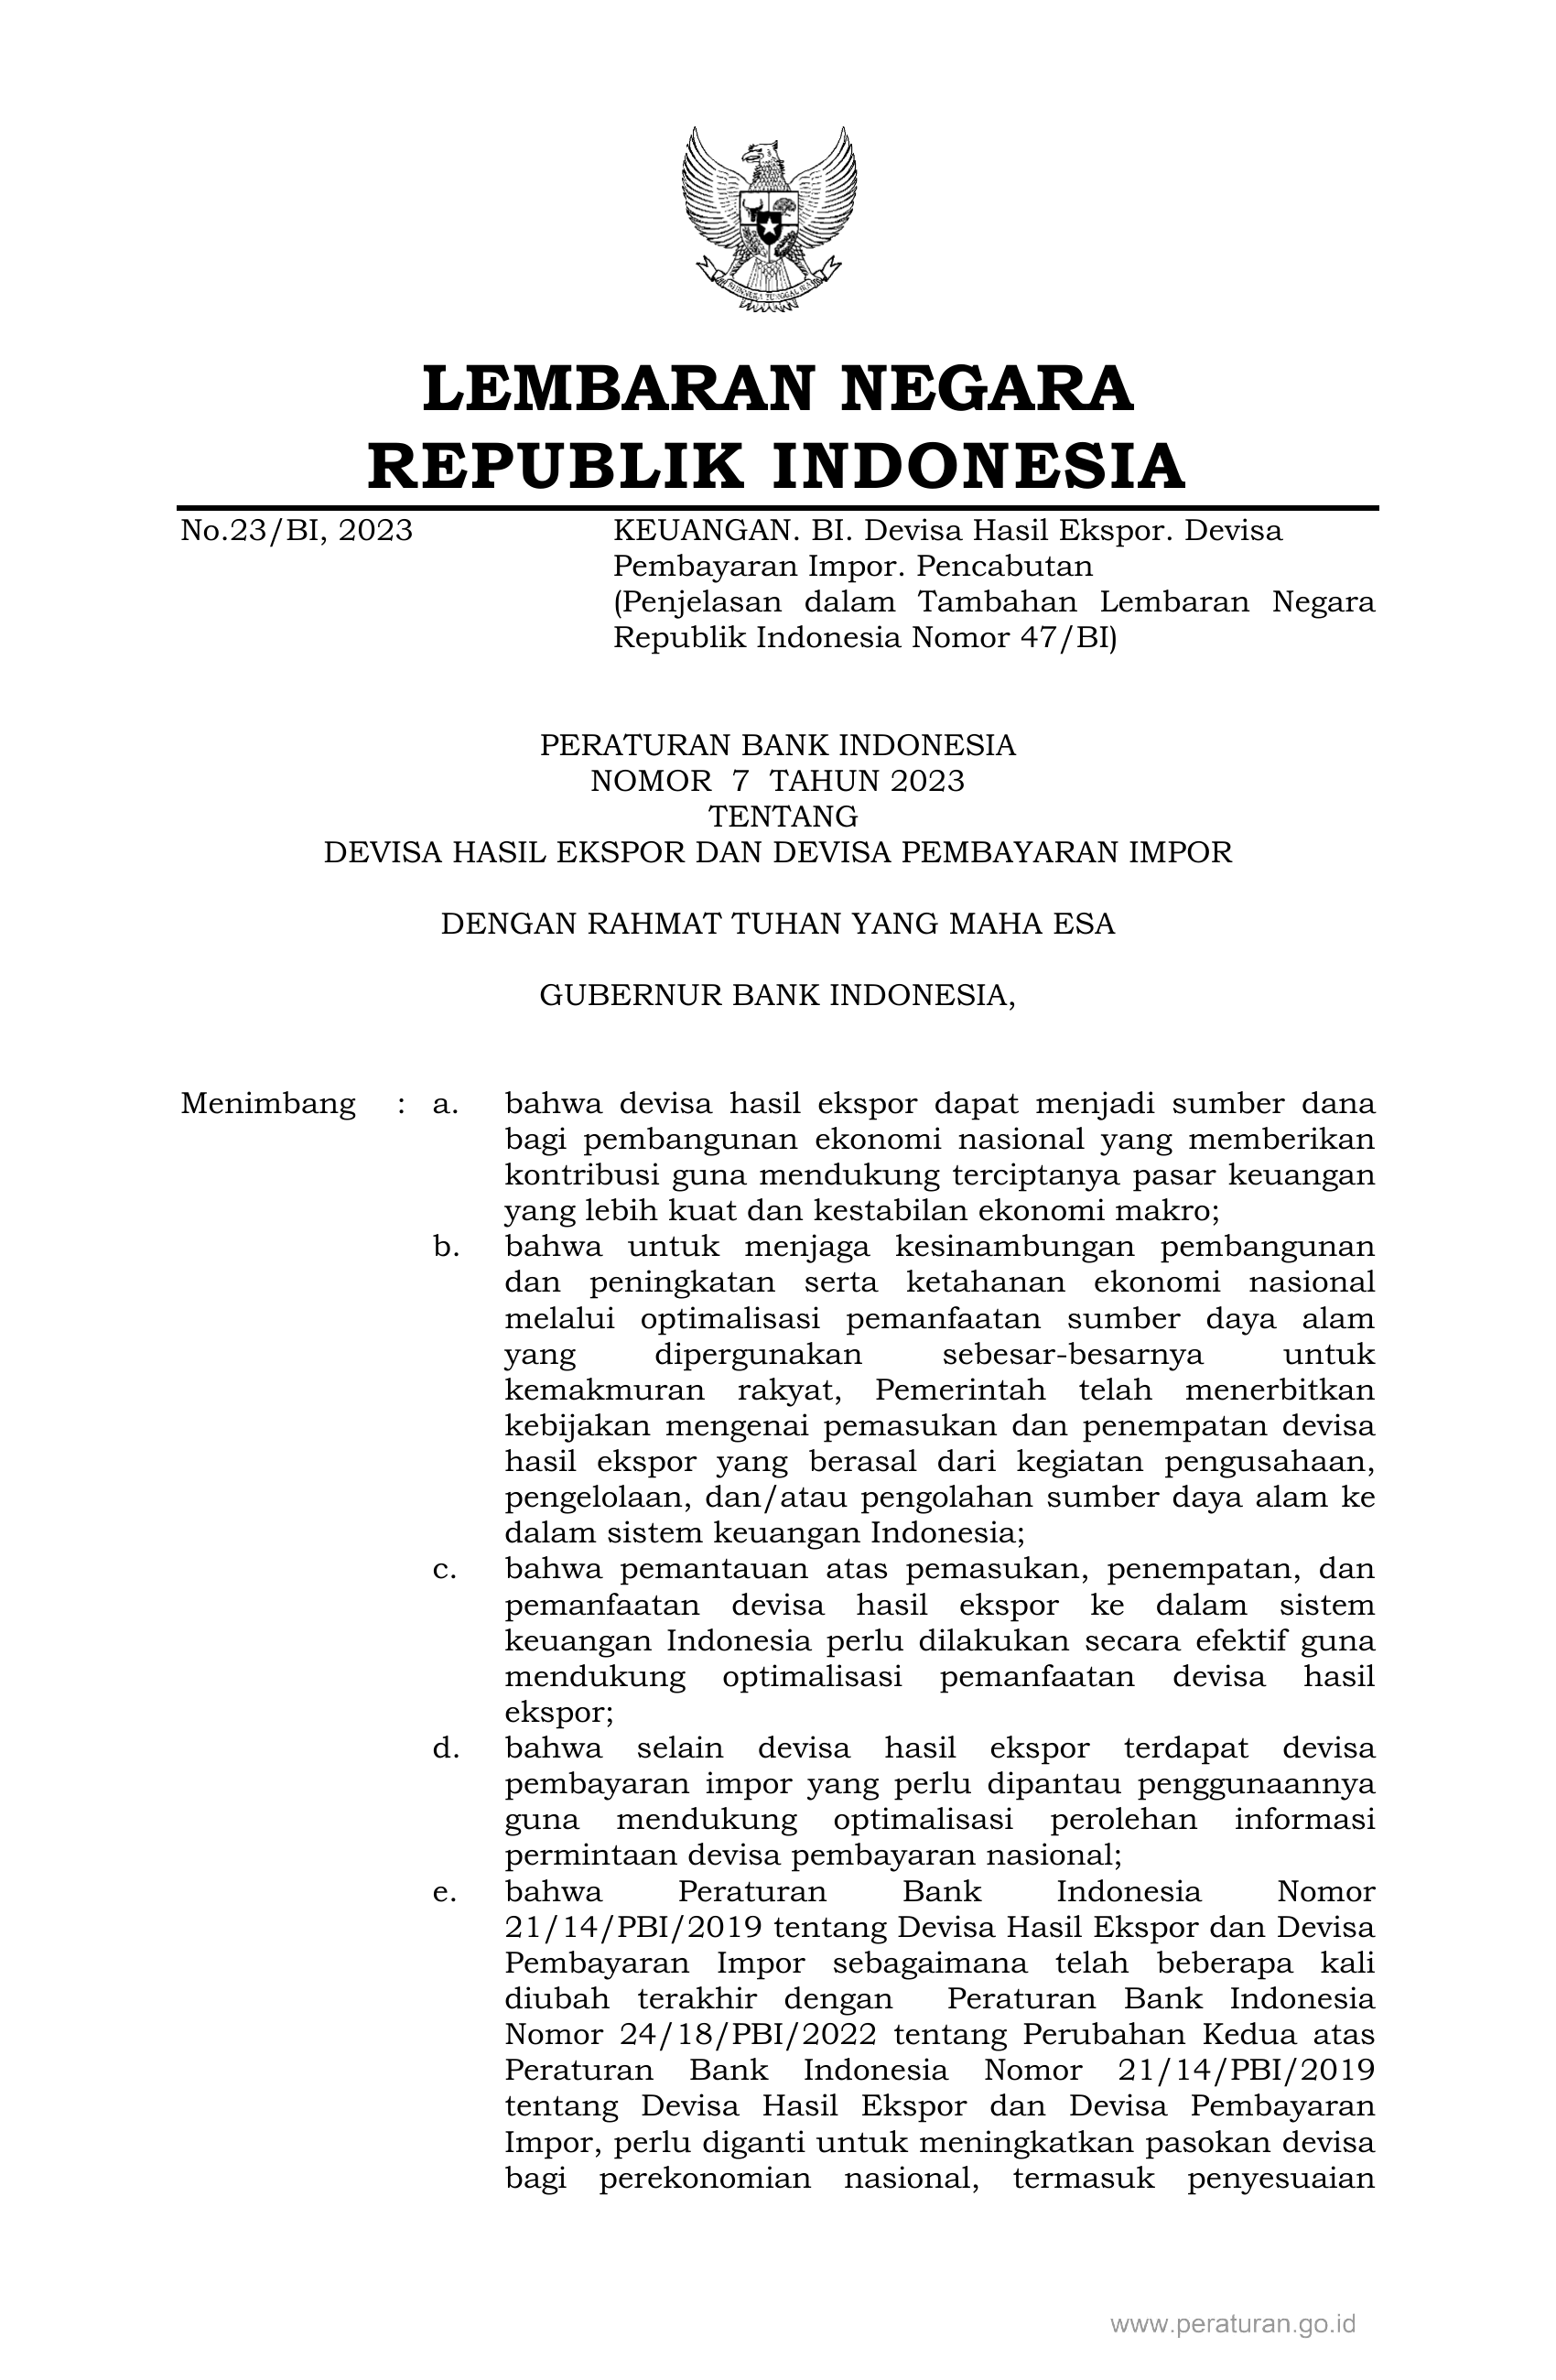 LEMBARAN NEGARA
REPUBLIK INDONESIA
No.23/BI, 2023
KEUANGAN. BI. Devisa Hasil Ekspor. Devisa
Pembayaran Impor. Pencabutan
(Penjelasan dalam Tambahan Lembaran Negara
Republik Indonesia Nomor 47/BI)
PERATURAN BANK INDONESIA
NOMOR 7 TAHUN 2023
TENTANG
DEVISA HASIL EKSPOR DAN DEVISA PEMBAYARAN IMPOR
DENGAN RAHMAT TUHAN YANG MAHA ESA
GUBERNUR BANK INDONESIA,
Menimbang : a. bahwa devisa hasil ekspor dapat menjadi sumber dana
bagi pembangunan ekonomi nasional yang memberikan
kontribusi guna mendukung terciptanya pasar keuangan
yang lebih kuat dan kestabilan ekonomi makro;
b. bahwa untuk menjaga kesinambungan pembangunan
dan peningkatan serta ketahanan ekonomi nasional
melalui optimalisasi pemanfaatan sumber daya alam
yang dipergunakan sebesar-besarnya untuk
kemakmuran rakyat, Pemerintah telah menerbitkan
kebijakan mengenai pemasukan dan penempatan devisa
hasil ekspor yang berasal dari kegiatan pengusahaan,
pengelolaan, dan/atau pengolahan sumber daya alam ke
dalam sistem keuangan Indonesia;
c. bahwa pemantauan atas pemasukan, penempatan, dan
pemanfaatan devisa hasil ekspor ke dalam sistem
keuangan Indonesia perlu dilakukan secara efektif guna
mendukung optimalisasi pemanfaatan devisa hasil
ekspor;
d. bahwa selain devisa hasil ekspor terdapat devisa
pembayaran impor yang perlu dipantau penggunaannya
guna mendukung optimalisasi perolehan informasi
permintaan devisa pembayaran nasional;
e. bahwa Peraturan Bank Indonesia Nomor
21/14/PBI/2019 tentang Devisa Hasil Ekspor dan Devisa
Pembayaran Impor sebagaimana telah beberapa kali
diubah terakhir dengan Peraturan Bank Indonesia
Nomor 24/18/PBI/2022 tentang Perubahan Kedua atas
Peraturan Bank Indonesia Nomor 21/14/PBI/2019
tentang Devisa Hasil Ekspor dan Devisa Pembayaran
Impor, perlu diganti untuk meningkatkan pasokan devisa
bagi perekonomian nasional, termasuk penyesuaian
www.peraturan.go.id